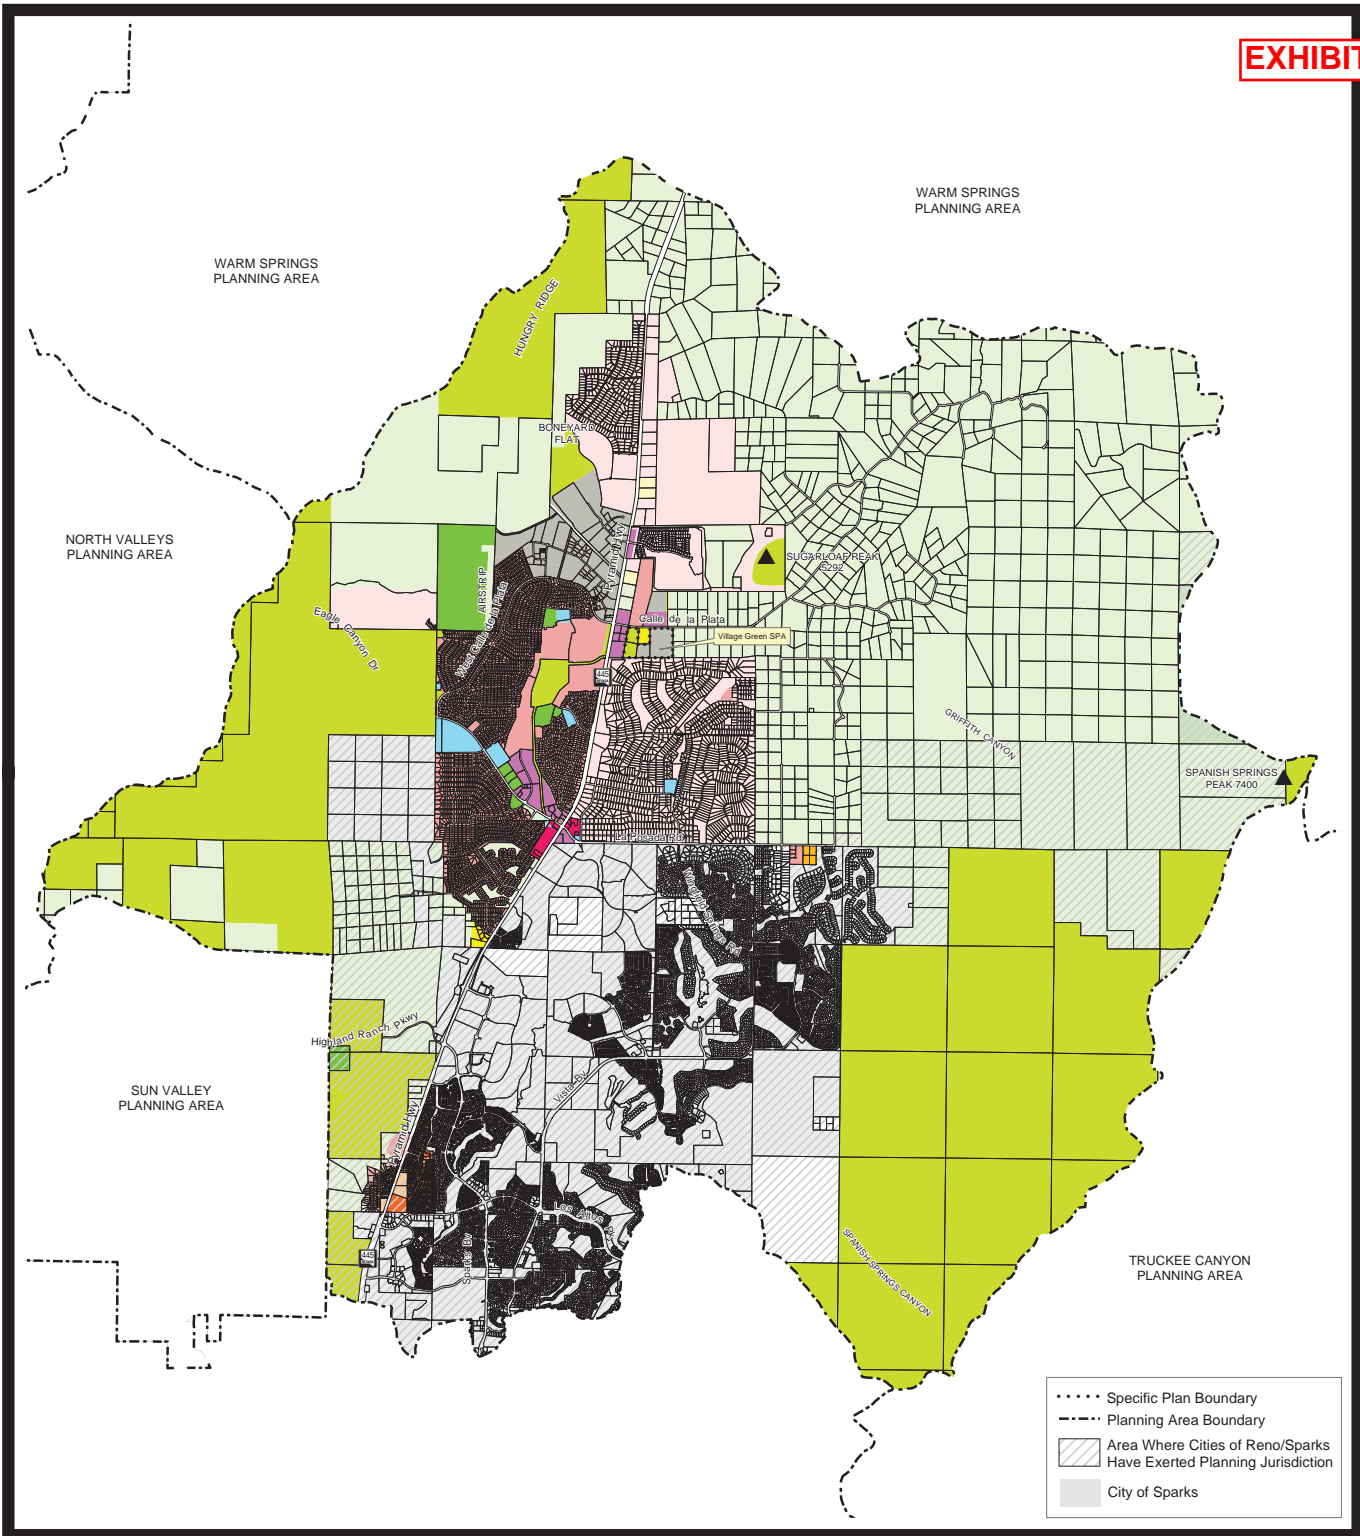 EXHIBIT
WARM SPRINGS
PLANNING AREA
WARM SPRINGS
PLANNING AREA
HUNGRY RIDGE
BONEYARD
FLAT
NORTH VALLEYS
PLANNING AREA
Pyramid Hwy
SUGARLOAF PEAK
5292
AIRSTRIP
West Calle de la Plata
Eagle Canyon Dr
Calle de la Plata
Village Green SPA
445
GRIFFITH CANYON
SPANISH SPRINGS
PEAK 7400
La Posada Rd
Highland Ranch Pkwy
SUN VALLEY
PLANNING AREA
Vista Bv
Pyramid Hwy
Los Altos Pk
445
Sparks Bv
SPANISH SPRINGS CANYON
TRUCKEE CANYON
PLANNING AREA
Specific Plan Boundary
Planning Area Boundary
Area Where Cities of Reno/Sparks
Have Exerted Planning Jurisdiction
City of Sparks